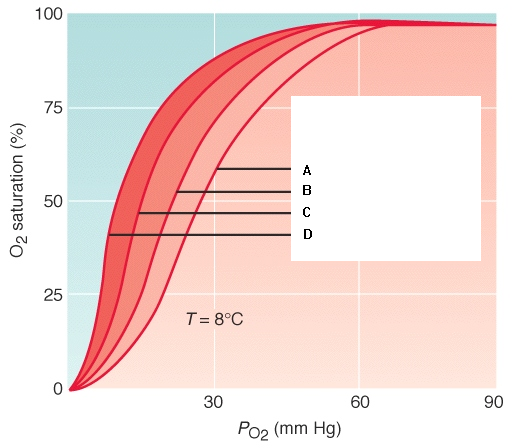 100
75
50
25
0
O2 saturation (%)
A
B
C
D
T = 8°C
30
60
90
PO2 (mm Hg)